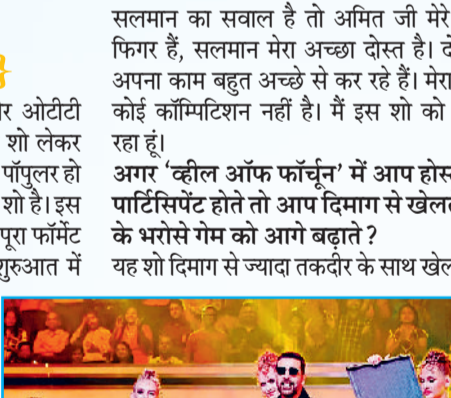 ओटीटी
शो लेकर
पॉपुलर हो
शो है। इस
पूरा फॉर्मेट
शुरुआत में
सलमान का सवाल है तो अमित जी मेरे
फिगर हैं, सलमान मेरा अच्छा दोस्त है।
अपना काम बहुत अच्छे से कर रहे हैं। मेरा
कोई कॉम्पिटिशन नहीं है। मैं इस शो को
रहा हूं।
अगर ‘व्हील ऑफ फॉर्चून’ में आप
पार्टिसिपेंट होते तो आप दिमाग से
के भरोसे गेम को आगे बढ़ाते?
यह शो दिमाग से ज्यादा तकदीर के साथ